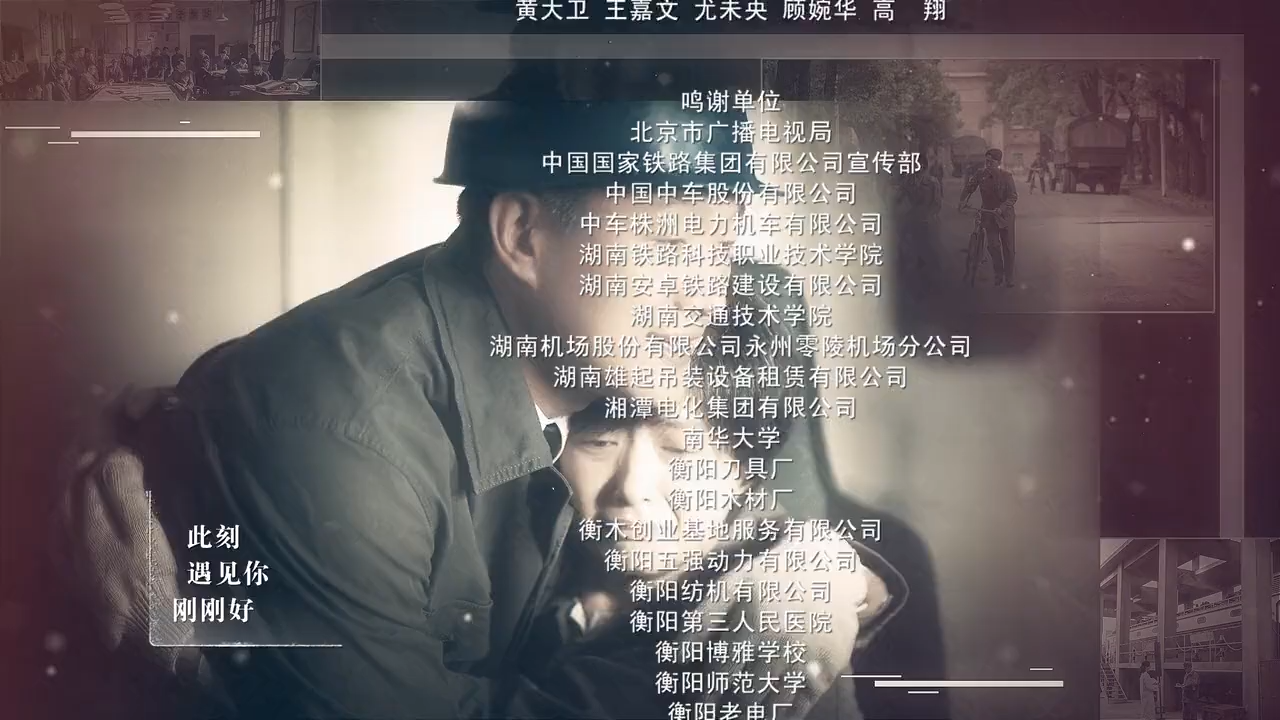 黄大卫 王嘉文 尤未央 顾婉华 高 翔
鸣谢单位
北京市广播电视局
中国国家铁路集团有限公司宣传部
中国中车股份有限公司
中车株洲电力机车有限公司
湖南铁路科技职业技术学院
湖南安卓铁路建设有限公司
湖南交通技术学院
湖南机场股份有限公司永州零陵机场分公司
湖南雄起吊装设备租赁有限公司
湘潭电化集团有限公司
南华大学
衡阳刀具厂
衡阳木材厂
衡木创业基地服务有限公司
衡阳五强动力有限公司
衡阳纺机有限公司
衡阳第三人民医院
衡阳博雅学校
衡阳师范大学
衡阳老电厂
此刻
遇见你
刚刚好